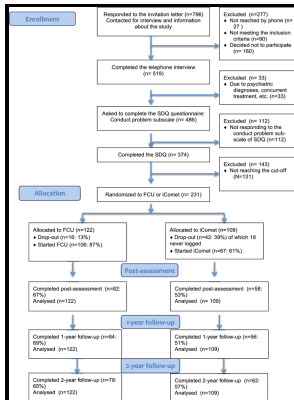 Enrollment
Responded to the invitation letter (n=796)
Contacted for interview and information
about the study
Excluded (n=277)
♦ Not reached by phone (n=
27 )
♦ Not meeting the inclusion
criteria (n=90)
♦ Decided not to participate
(n= 160)
Completed the telephone interview
(n = 519)
Excluded (n= 33)
♦ Due to psychiatric
diagnoses, concurrent
treatment, etc. (n=33)
Asked to complete the SDQ questionnaire:
Conduct problem subscale (n= 486)
Excluded (n= 112)
♦ Not responding to the
conduct problem sub-
scale of SDQ (n=112)
Completed the SDQ (n= 374)
Excluded (n= 143)
♦ Not reaching the cut-off
(N=131)
Allocation
Randomized to FCU or iComet (n= 231)
Allocated to FCU (n=122)
♦ Drop-out (n=16: 13%)
♦ Started FCU (n=106: 87%)
Allocated to iComet (n=109)
♦ Drop-out (n=42: 39%) of which 18
never logged
♦ Started iComet (n=67: 61%)
Post-assessment
Completed post-assessment (n=82:
67%)
Analysed (n=122)
Completed post-assessment (n=58:
53%)
Analysed (n= 109)
1-year follow-up
Completed 1-year follow-up (n=84:
69%)
Analysed (n=122)
Completed 1-year follow-up (n=56:
51%)
Analysed (n=109)
2-year follow-up
Completed 2-year follow-up (n=79:
65%)
Analysed (n=122)
Completed 2-year follow-up (n=62:
57%)
Analysed (n=109)